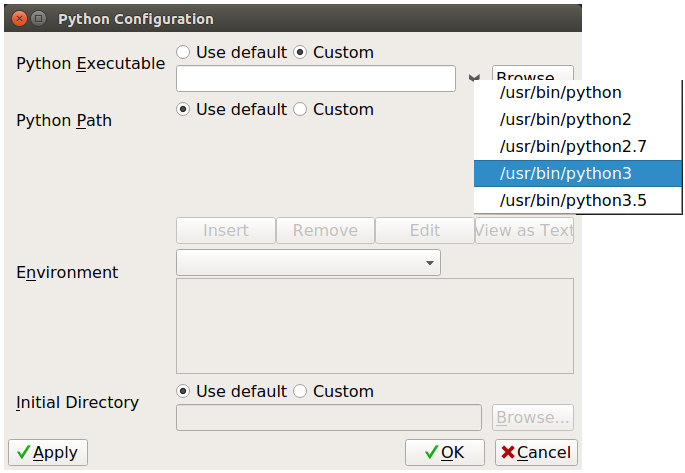 Python Configuration
Python Executable
Use default
Custom
Browse...
/usr/bin/python
/usr/bin/python2
/usr/bin/python2.7
/usr/bin/python3
/usr/bin/python3.5
Python Path
Use default
Custom
Insert
Remove
Edit
View as Text
Environment
Initial Directory
Use default
Custom
Browse...
Apply
OK
Cancel